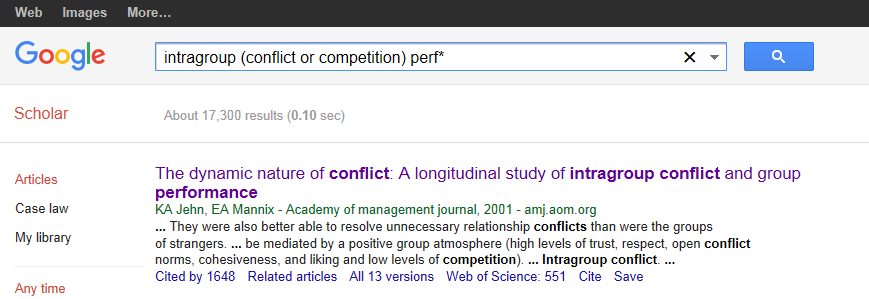 Web Images More...
Google
intragroup (conflict or competition) perf*
Scholar
About 17,300 results (0.10 sec)
Articles
Case law
My library
Any time
The dynamic nature of conflict: A longitudinal study of intragroup conflict and group
performance
KA Jehn, EA Mannix - Academy of management journal, 2001 - amj.aom.org
... They were also better able to resolve unnecessary relationship conflicts than were the groups
of strangers. ... be mediated by a positive group atmosphere (high levels of trust, respect, open conflict
norms, cohesiveness, and liking and low levels of competition). ... Intragroup conflict. ...
Cited by 1648 Related articles All 13 versions Web of Science: 551 Cite Save